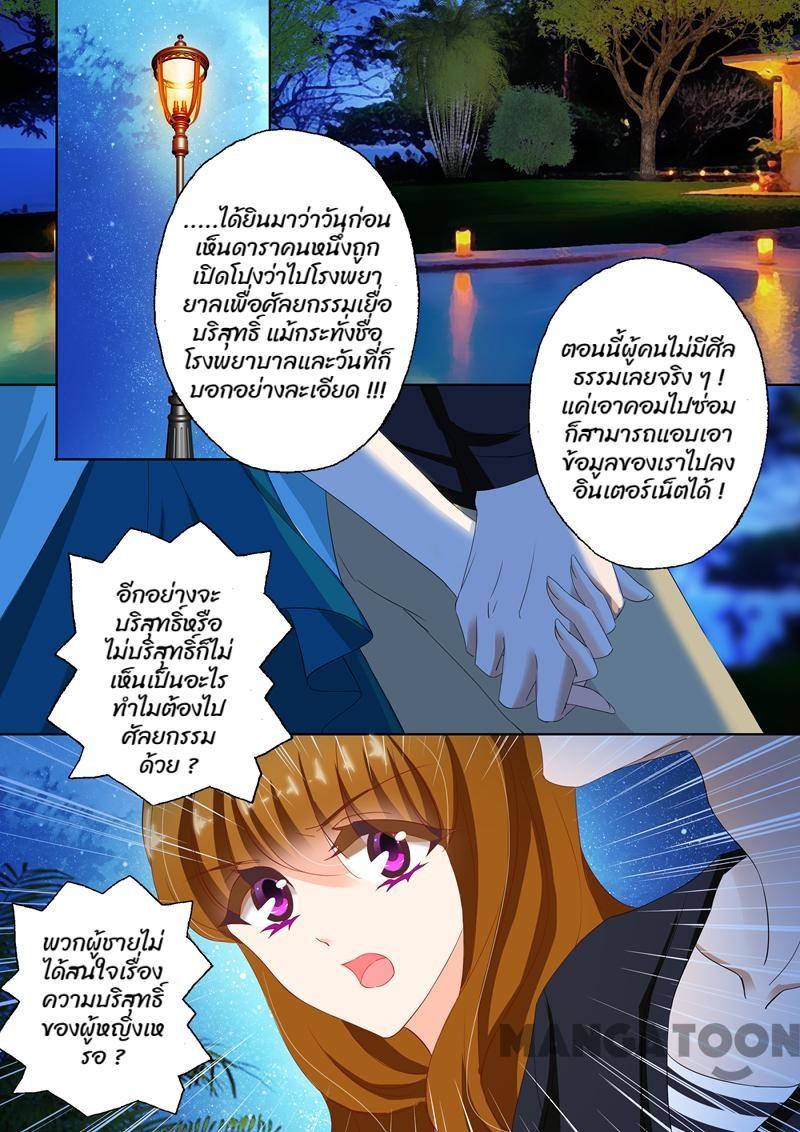 .....ได้ยินมาว่าวันก่อน
เห็นดาราคนหนึ่งถูก
เปิดโปงว่าไปโรงพยา
ยาลเพื่อศัลยกรรมเยื่อ
บริสุทธิ์ แม้กระทั่งชื่อ
โรงพยาบาลและวันที่ก็
บอกอย่างละเอียด !!!
ตอนนี้ผู้คนไม่มีศีล
ธรรมเลยจริง ๆ !
แค่เอาคอมไปซ่อม
ก็สามารถแอบเอา
ข้อมูลของเราไปลง
อินเตอร์เน็ตได้ !
อีกอย่างจะ
บริสุทธิ์หรือ
ไม่บริสุทธิ์ก็ไม่
เห็นเป็นอะไร
ทำไมต้องไป
ศัลยกรรม
ด้วย ?
พวกผู้ชายไม่
ได้สนใจเรื่อง
ความบริสุทธิ์
ของผู้หญิงเห
รอ ?
MANGATOON